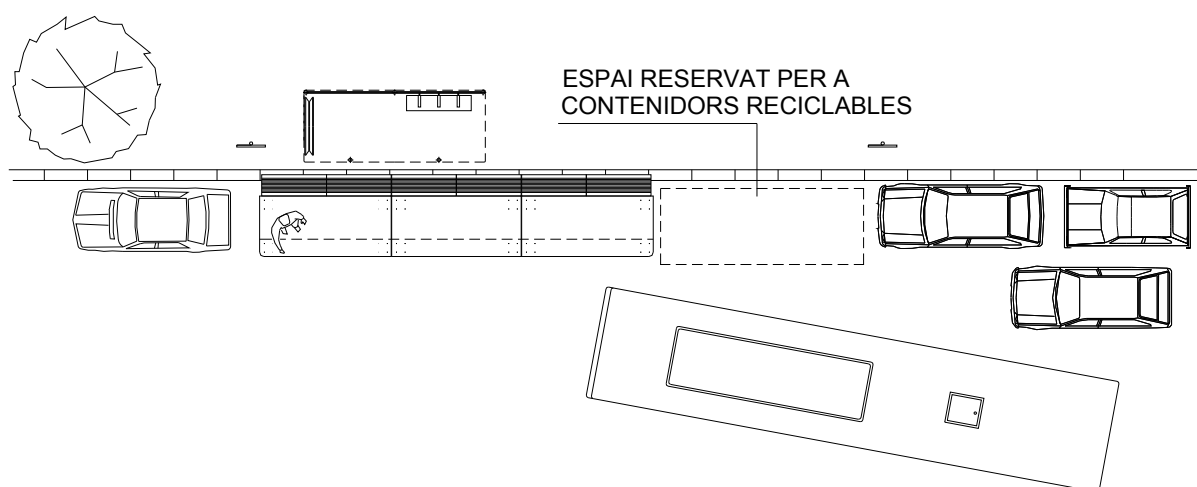 ESPAI RESERVAT PER A
CONTENIDORS RECICLABLES